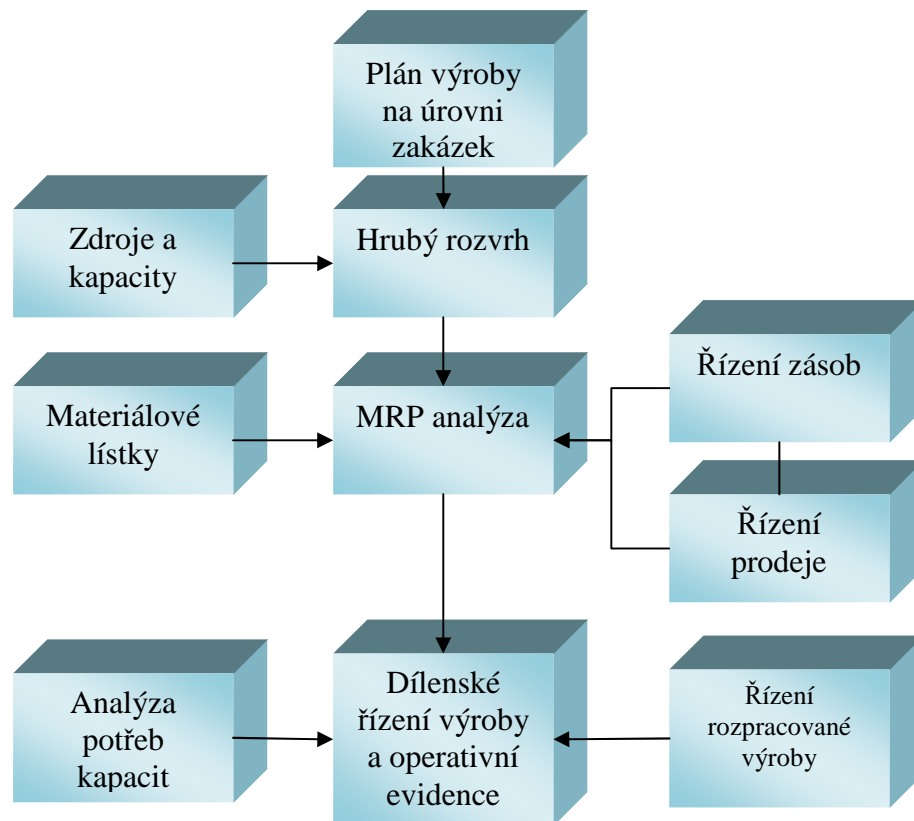 Plán výroby
na úrovni
zakázek
Zdroje a
kapacity
Hrubý rozvrh
Materiálové
lístky
MRP analýza
Řízení zásob
Řízení
prodeje
Analýza
potřeb
kapacit
Dílenské
řízení výroby
a operativní
evidence
Řízení
rozpracované
výroby